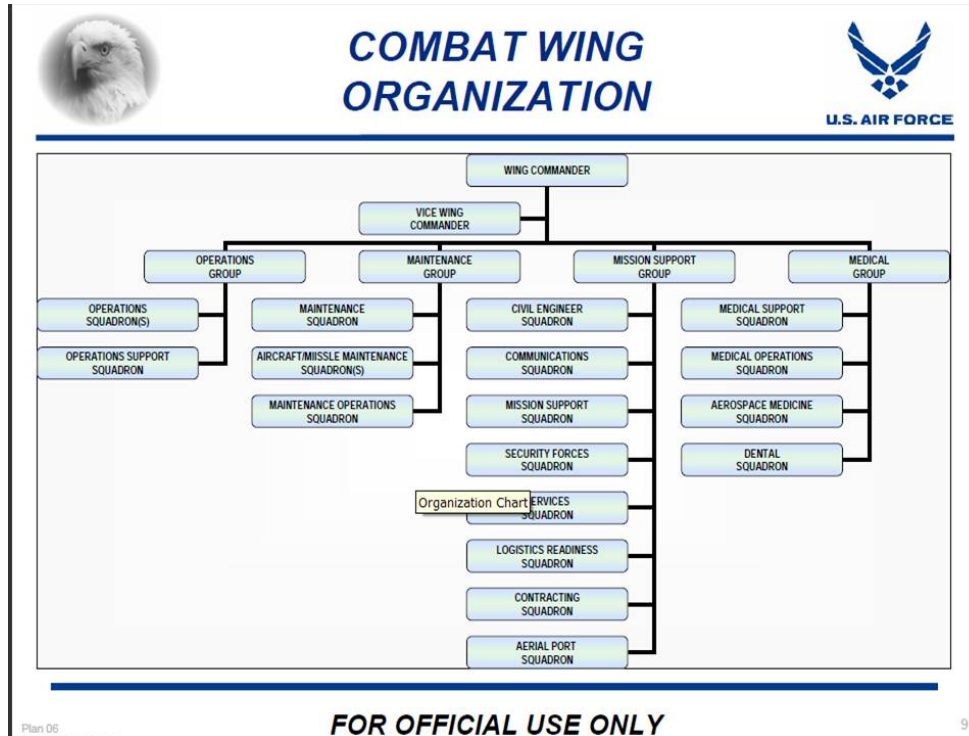 COMBAT WING
ORGANIZATION
U.S. AIR FORCE
WING COMMANDER
VICE WING
COMMANDER
OPERATIONS
GROUP
MAINTENANCE
GROUP
MISSION SUPPORT
GROUP
MEDICAL
GROUP
OPERATIONS
SQUADRON(S)
OPERATIONS SUPPORT
SQUADRON
MAINTENANCE
SQUADRON
AIRCRAFT/MIISSLE MAINTENANCE
SQUADRON(S)
MAINTENANCE OPERATIONS
SQUADRON
CIVIL ENGINEER
SQUADRON
COMMUNICATIONS
SQUADRON
MISSION SUPPORT
SQUADRON
SECURITY FORCES
SQUADRON
Organization Chart
ERVICES
SQUADRON
LOGISTICS READINESS
SQUADRON
CONTRACTING
SQUADRON
AERIAL PORT
SQUADRON
MEDICAL SUPPORT
SQUADRON
MEDICAL OPERATIONS
SQUADRON
AEROSPACE MEDICINE
SQUADRON
DENTAL
SQUADRON
Plan 06
FOR OFFICIAL USE ONLY
9